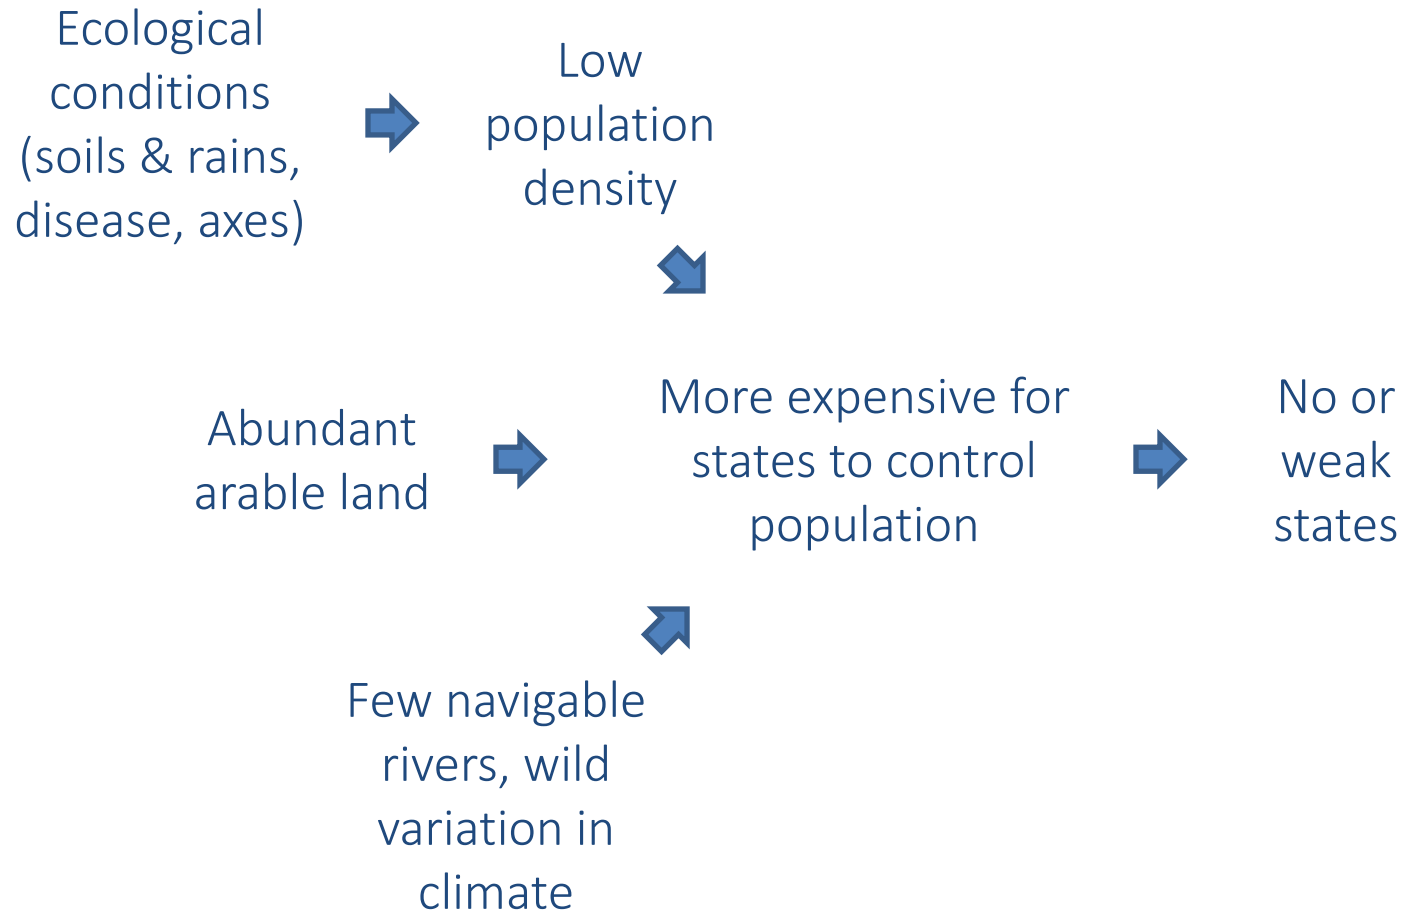 Ecological
conditions
(soils & rains,
disease, axes)
Low
population
density
Abundant
arable land
More expensive for
states to control
population
No or
weak
states
Few navigable
rivers, wild
variation in
climate